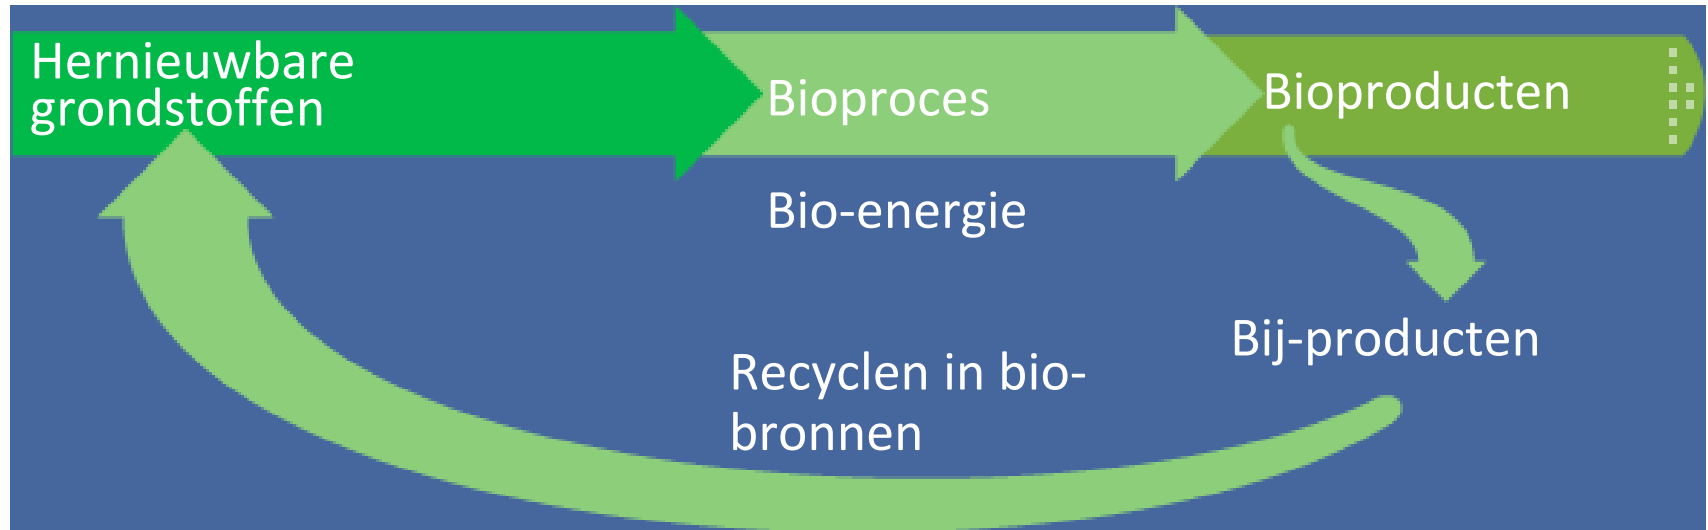 Hernieuwbare
grondstoffen
Bioproces
Bioproducten
Bio-energie
Bij-producten
Recyclen in bio-
bronnen